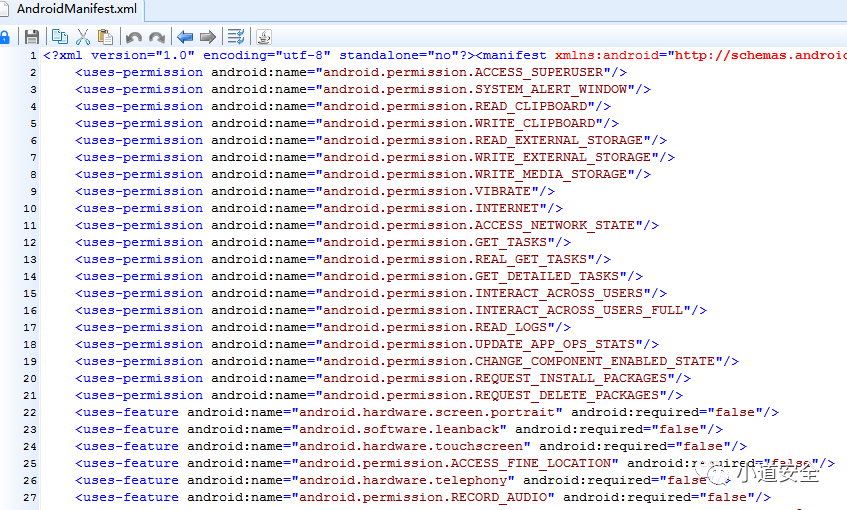 AndroidManifest.xml
1 <?xml version="1.0" encoding="utf-8" standalone="no"?><manifest xmlns:android="http://schemas.android
2 <uses-permission android:name="android.permission.ACCESS_SUPERUSER"/>
3 <uses-permission android:name="android.permission.SYSTEM_ALERT_WINDOW"/>
4 <uses-permission android:name="android.permission.READ_CLIPBOARD"/>
5 <uses-permission android:name="android.permission.WRITE_CLIPBOARD"/>
6 <uses-permission android:name="android.permission.READ_EXTERNAL_STORAGE"/>
7 <uses-permission android:name="android.permission.WRITE_EXTERNAL_STORAGE"/>
8 <uses-permission android:name="android.permission.WRITE_MEDIA_STORAGE"/>
9 <uses-permission android:name="android.permission.VIBRATE"/>
10 <uses-permission android:name="android.permission.INTERNET"/>
11 <uses-permission android:name="android.permission.ACCESS_NETWORK_STATE"/>
12 <uses-permission android:name="android.permission.GET_TASKS"/>
13 <uses-permission android:name="android.permission.REAL_GET_TASKS"/>
14 <uses-permission android:name="android.permission.GET_DETAILED_TASKS"/>
15 <uses-permission android:name="android.permission.INTERACT_ACROSS_USERS"/>
16 <uses-permission android:name="android.permission.INTERACT_ACROSS_USERS_FULL"/>
17 <uses-permission android:name="android.permission.READ_LOGS"/>
18 <uses-permission android:name="android.permission.UPDATE_APP_OPS_STATS"/>
19 <uses-permission android:name="android.permission.CHANGE_COMPONENT_ENABLED_STATE"/>
20 <uses-permission android:name="android.permission.REQUEST_INSTALL_PACKAGES"/>
21 <uses-permission android:name="android.permission.REQUEST_DELETE_PACKAGES"/>
22 <uses-feature android:name="android.hardware.screen.portrait" android:required="false"/>
23 <uses-feature android:name="android.software.leanback" android:required="false"/>
24 <uses-feature android:name="android.hardware.touchscreen" android:required="false"/>
25 <uses-feature android:name="android.permission.ACCESS_FINE_LOCATION" android:required="false"/>
26 <uses-feature android:name="android.hardware.telephony" android:required="false"/>
27 <uses-feature android:name="android.permission.RECORD_AUDIO" android:required="false"/>
小道安全